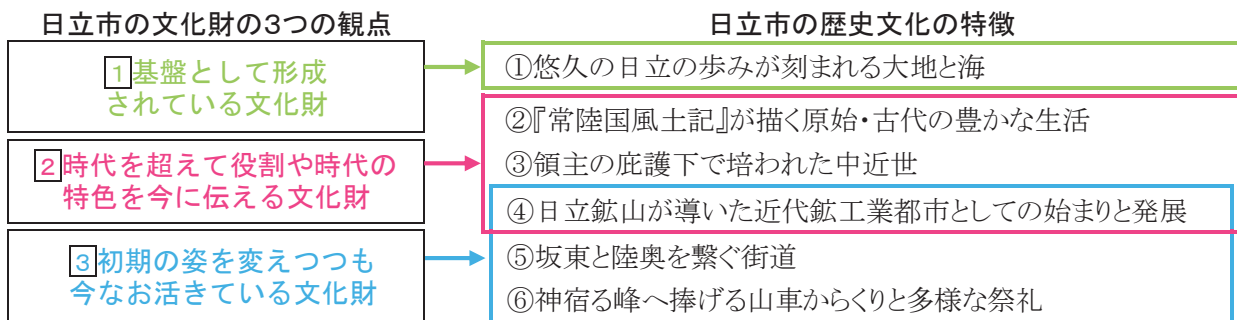 日立市の文化財の3つの観点
1基盤として形成
されている文化財
2時代を超えて役割や時代の
特色を今に伝える文化財
3初期の姿を変えつつも
今なお活きている文化財
日立市の歴史文化の特徴
①悠久の日立の歩みが刻まれる大地と海
②『常陸国風土記』が描く原始・古代の豊かな生活
③領主の庇護下で培われた中近世
④日立鉱山が導いた近代鉱工業都市としての始まりと発展
⑤坂東と陸奥を繋ぐ街道
⑥神宿る峰へ捧げる山車からくりと多様な祭礼